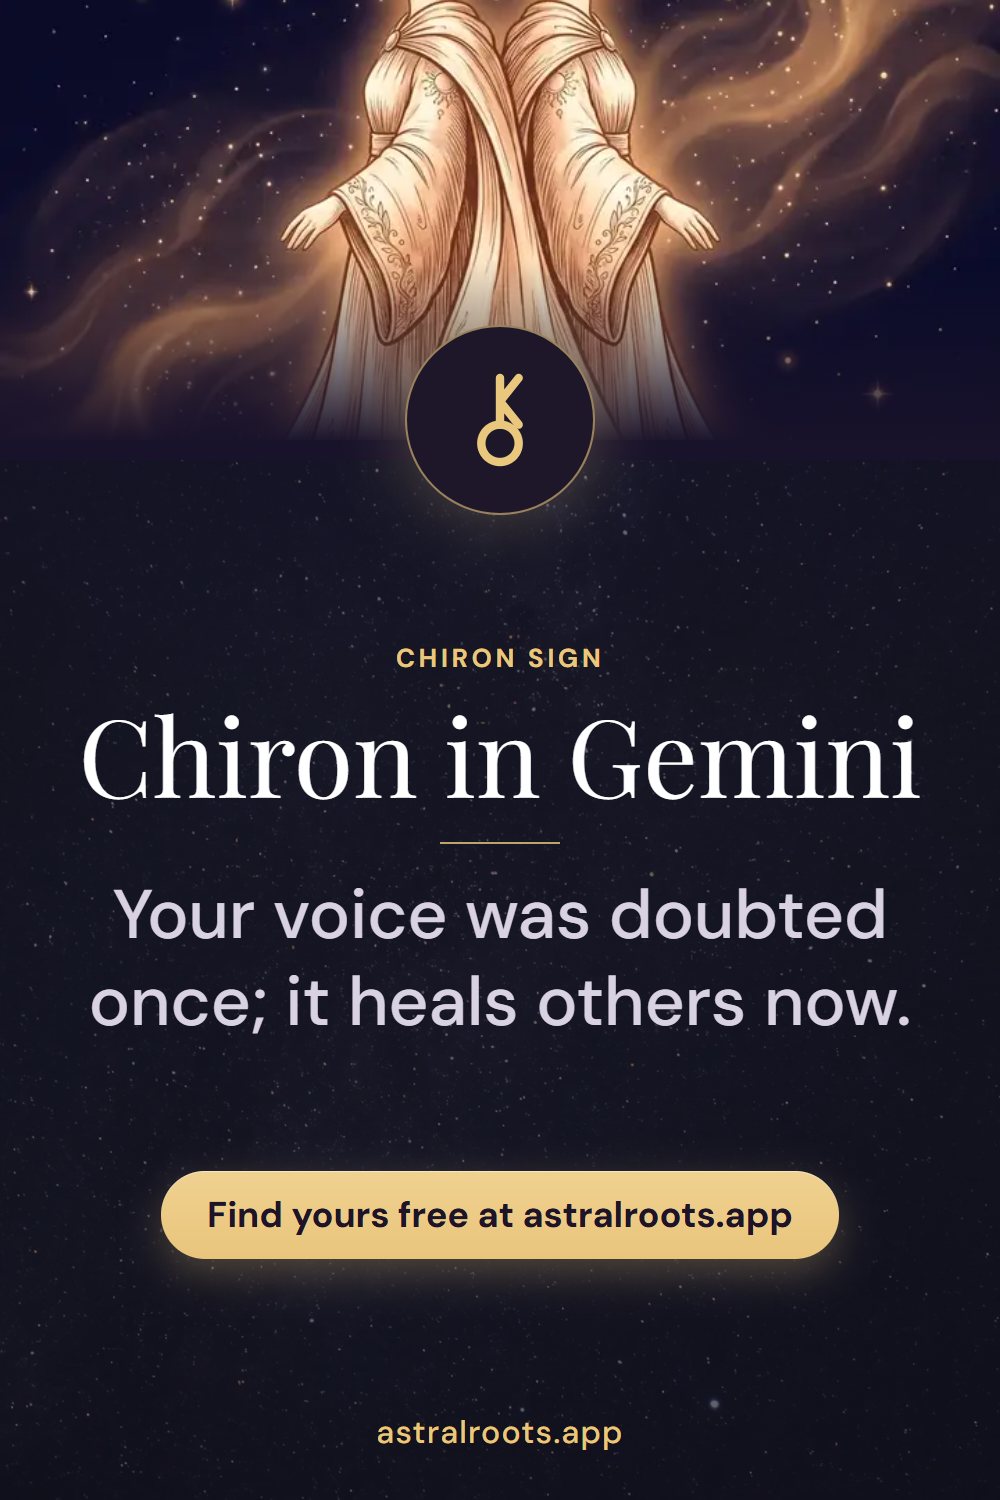 CHIRON SIGN
Chiron in Gemini
Your voice was doubted
once; it heals others now.
Find yours free at astralroots.app
astralroots.app